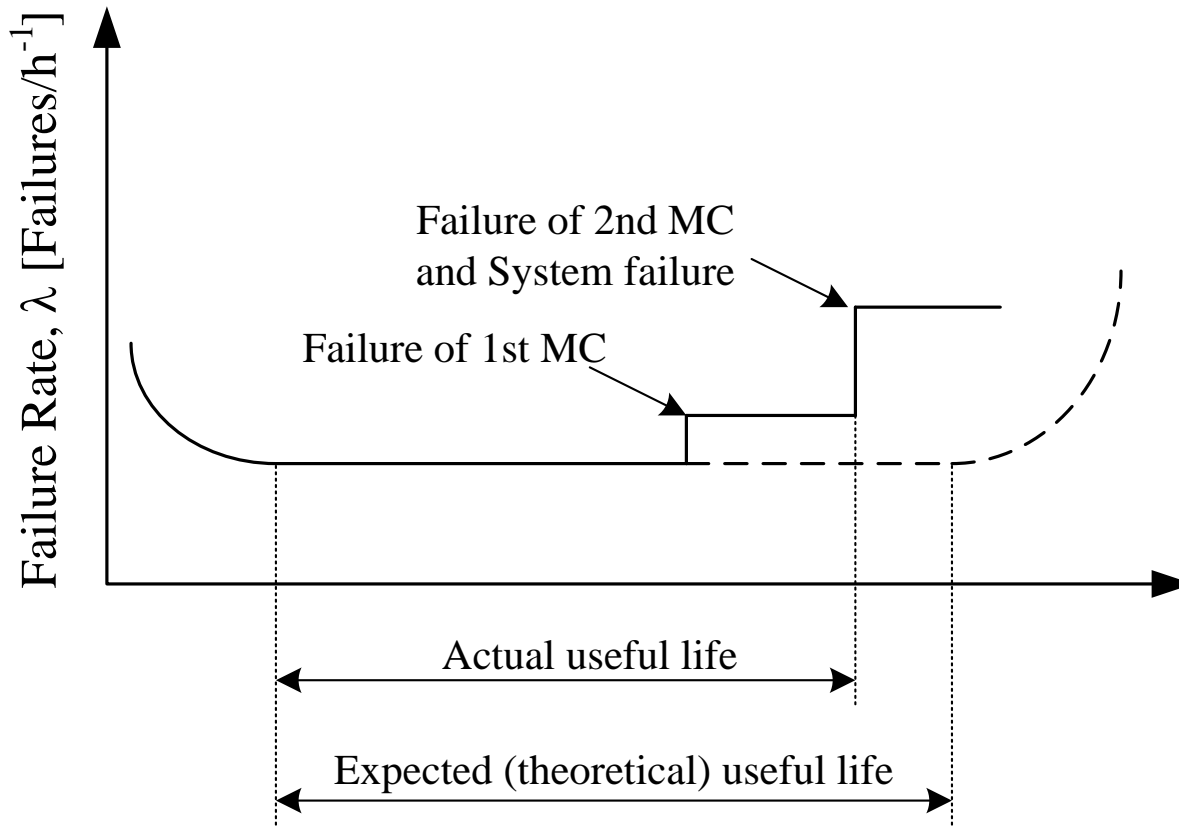 Failure Rate, λ [Failures/h⁻¹]
Failure of 2nd MC
and System failure
Failure of 1st MC
Actual useful life
Expected (theoretical) useful life